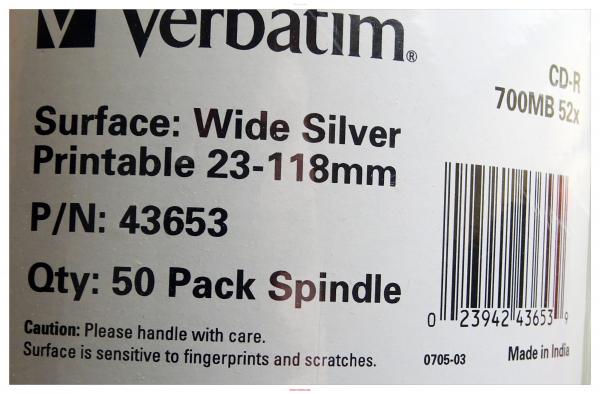 Verbatim®
CD-R
700MB 52x
Surface: Wide Silver
Printable 23-118mm
P/N: 43653
Qty: 50 Pack Spindle
Caution: Please handle with care.
Surface is sensitive to fingerprints and scratches.
0 23942 43653 9
0705-03
Made in India